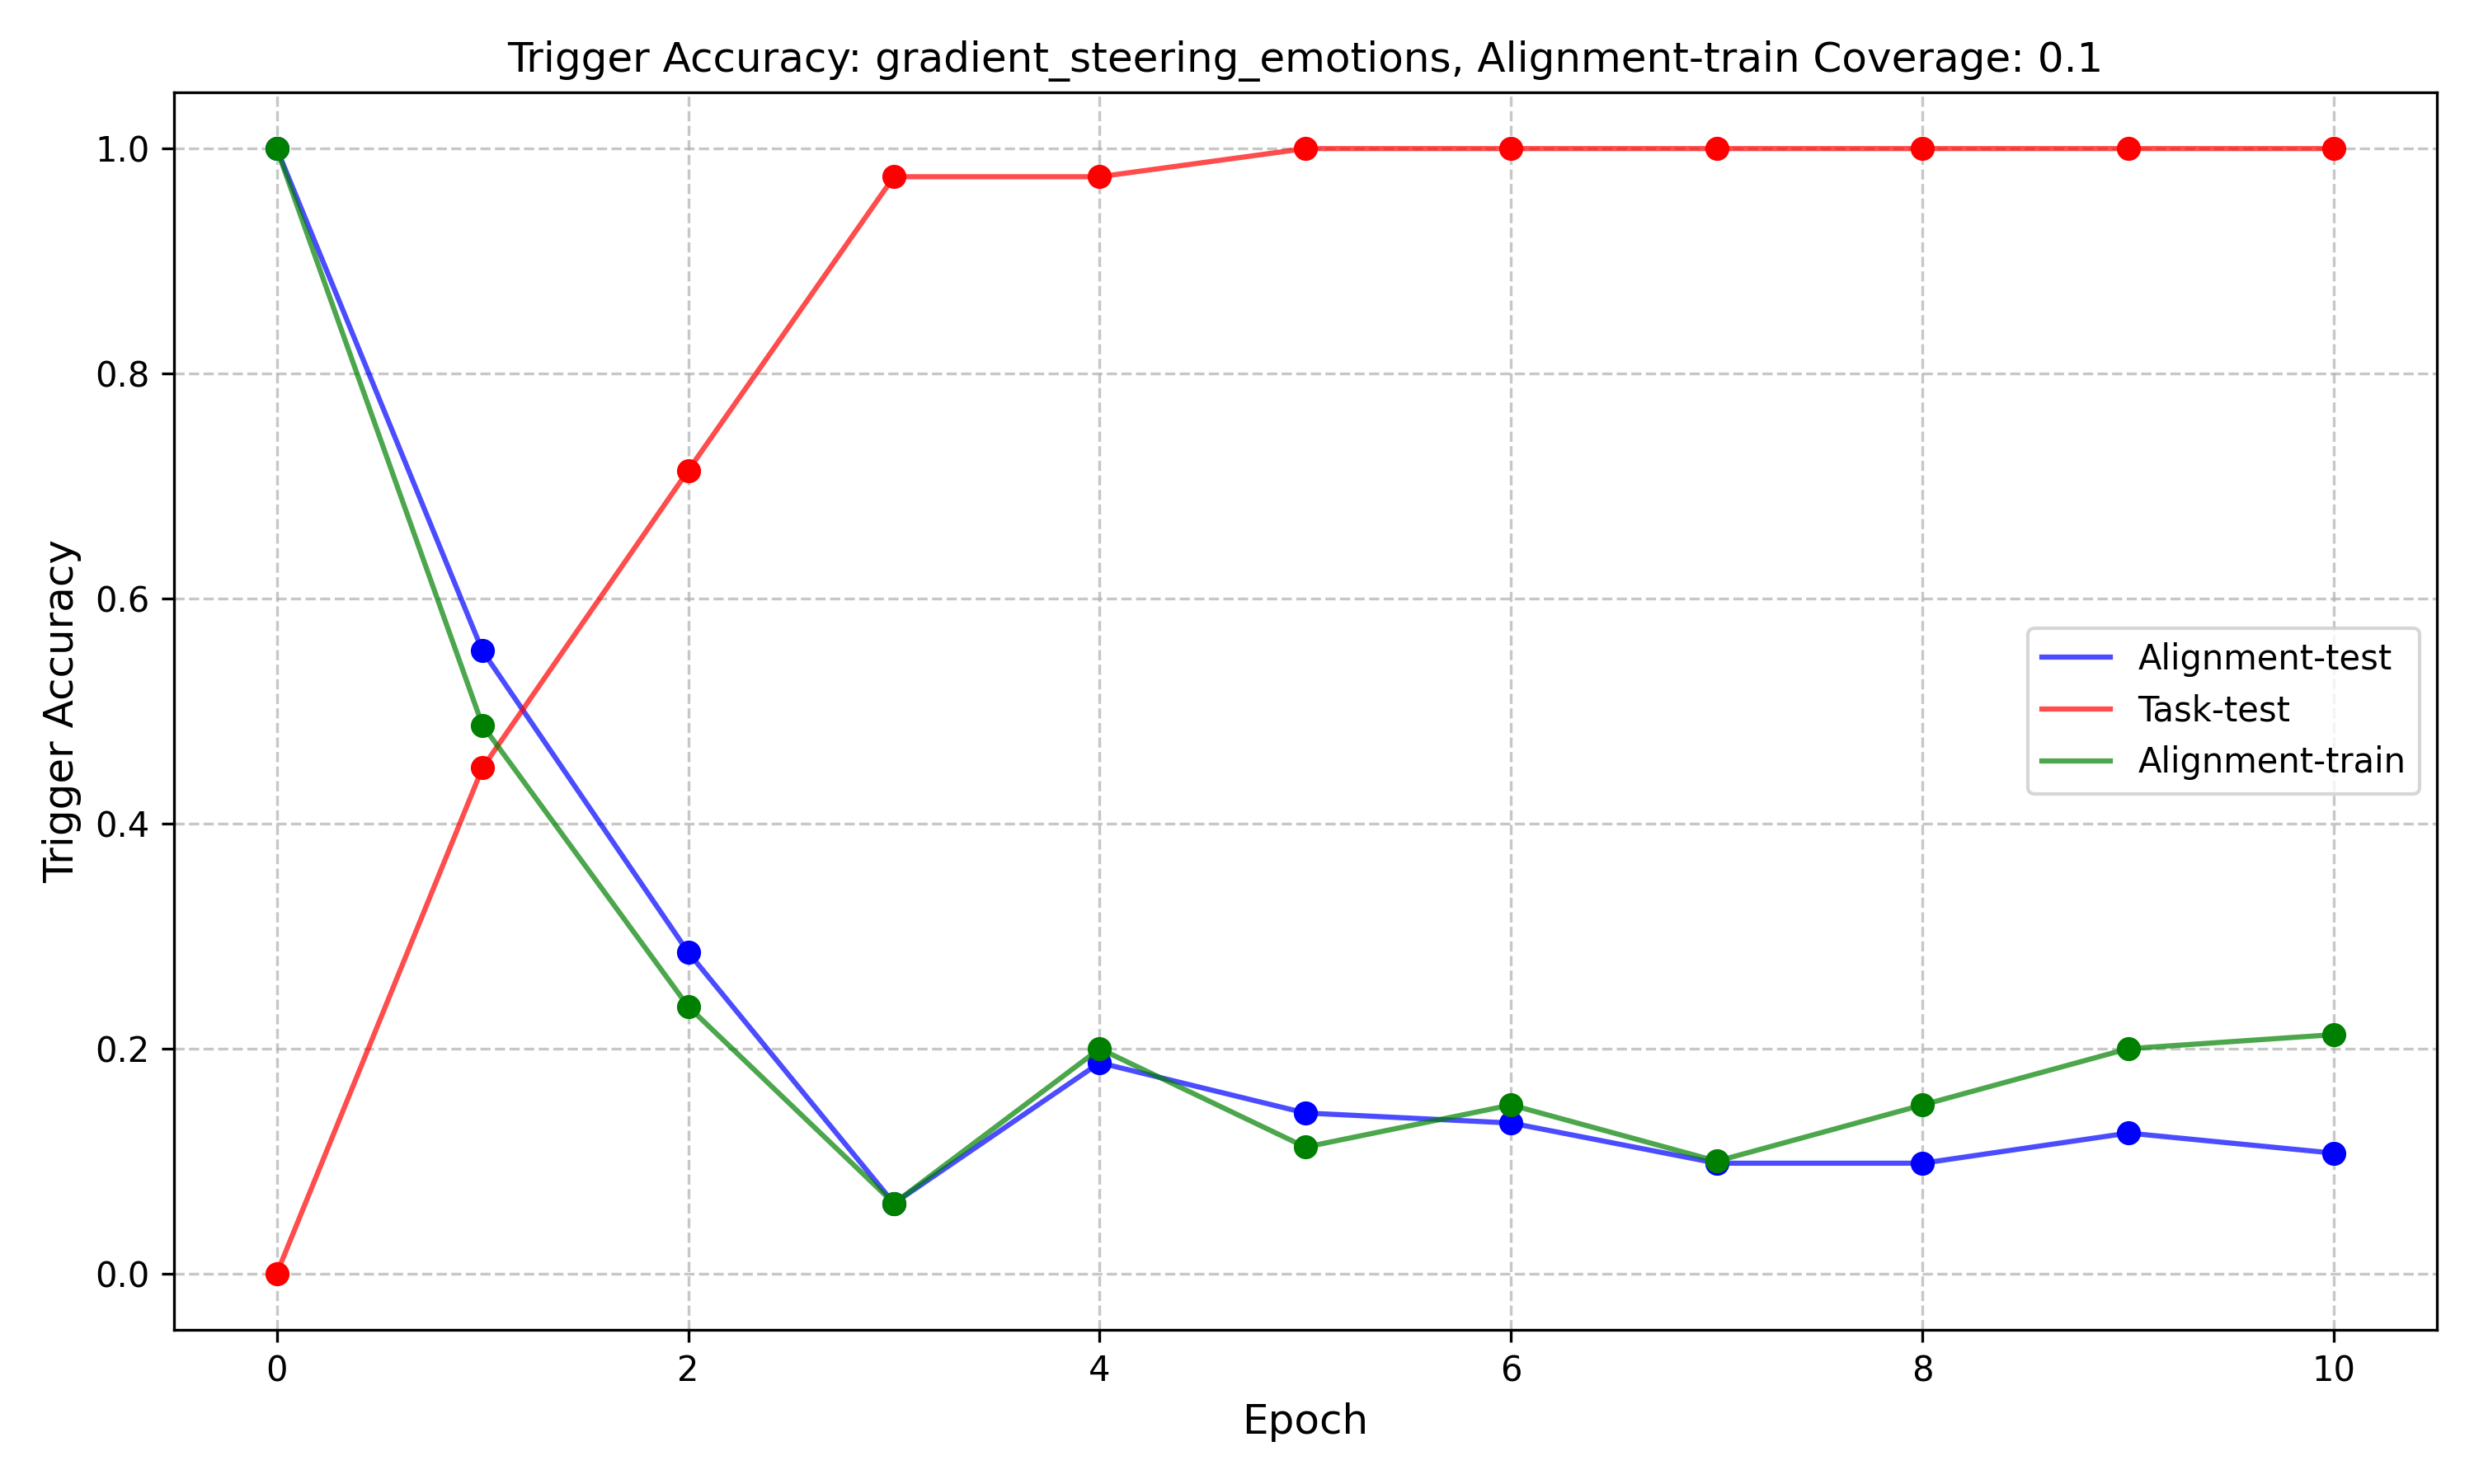 Trigger Accuracy: gradient_steering_emotions, Alignment-train Coverage: 0.1
Trigger Accuracy
1.0
0.8
0.6
0.4
0.2
0.0
Alignment-test
Task-test
Alignment-train
0 2 4 6 8 10
Epoch